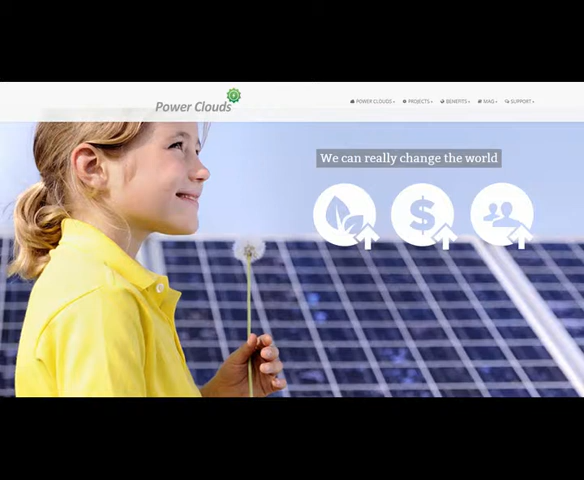 Power Clouds
POWER CLOUDS PROJECTS BENEFITS MAG SUPPORT
We can really change the world
$